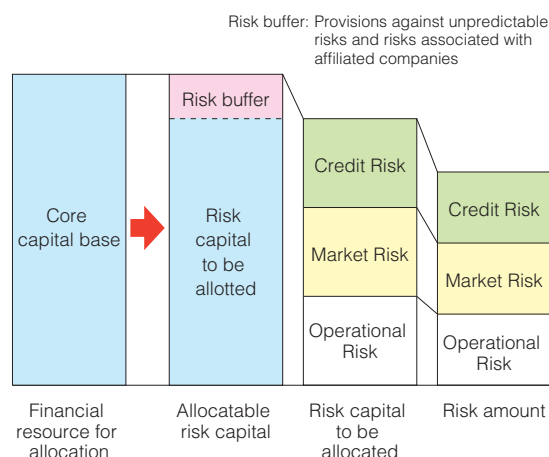 Risk buffer: Provisions against unpredictable
risks and risks associated with
affiliated companies
Core
capital base
Risk buffer
Risk
capital
to be
allotted
Credit Risk
Market Risk
Operational
Risk
Credit Risk
Market Risk
Operational
Risk
Financial
resource for
allocation
Allocatable
risk capital
Risk capital
to be
allocated
Risk amount